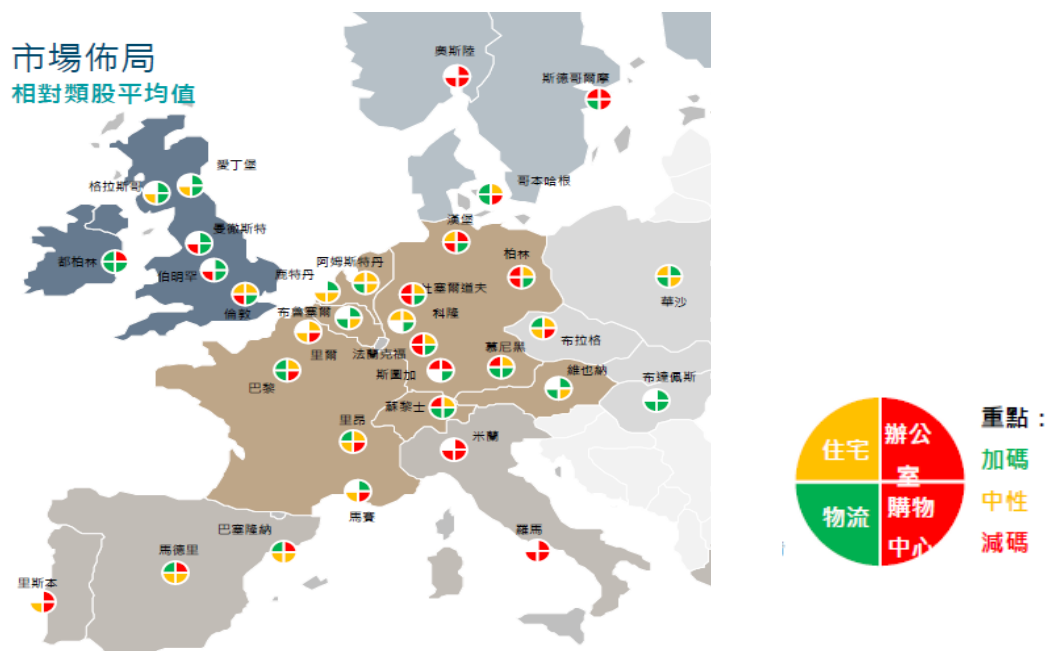 市場佈局
相對類股平均值
奧斯陸
斯德哥爾摩
愛丁堡
格拉斯哥
哥本哈根
漢堡
曼徹斯特
柏林
都柏林
伯明罕
鹿特丹
阿姆斯特丹
杜塞爾道夫
華沙
倫敦
布魯塞爾
科隆
布拉格
里爾
法蘭克福
慕尼黑
斯圖加
維也納
布達佩斯
巴黎
蘇黎士
里昂
米蘭
馬賽
巴塞隆納
羅馬
馬德里
里斯本
住宅
辦公
室
物流
購物
中心
重點：
加碼
中性
減碼